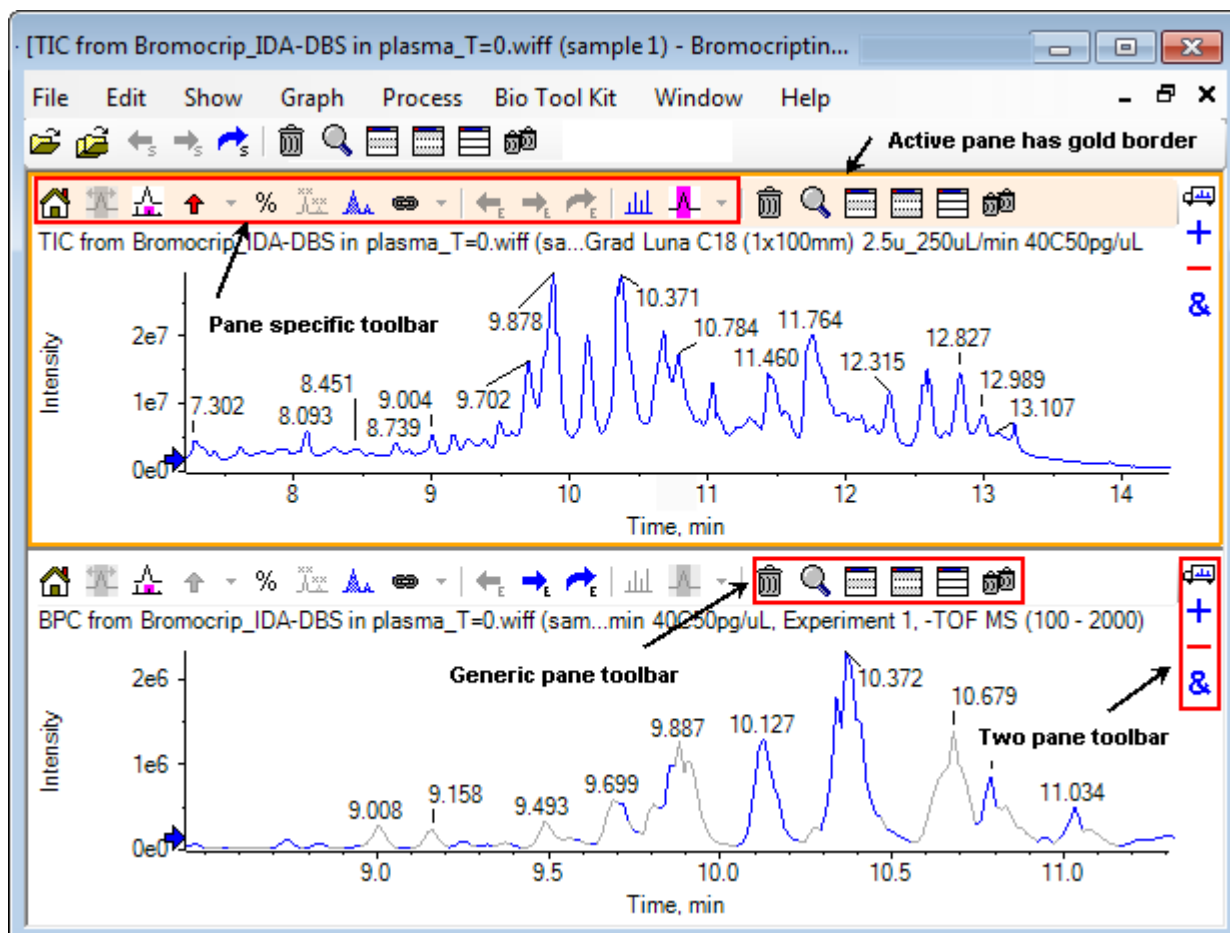 [TIC from Bromocrip_IDA-DBS in plasma_T=0.wiff (sample 1) - Bromocriptin...
File Edit Show Graph Process Bio Tool Kit Window Help
S S S
Active pane has gold border
% E E E
TIC from Bromocrip_IDA-DBS in plasma_T=0.wiff (sa...Grad Luna C18 (1x100mm) 2.5u_250uL/min 40C50pg/uL
&
Pane specific toolbar
Intensity
2e7
1e7
0e0
7.302
8.093
8.451
8.739
9.004
9.702
9.878
10.371
10.784
11.460
11.764
12.315
12.827
12.989
13.107
8 9 10 11 12 13 14
Time, min
% E E E
BPC from Bromocrip_IDA-DBS in plasma_T=0.wiff (sam...min 40C50pg/uL, Experiment 1, -TOF MS (100 - 2000)
Generic pane toolbar
&
Two pane toolbar
Intensity
2e6
1e6
0e0
9.008
9.158
9.493
9.699
9.887
10.127
10.372
10.679
11.034
9.0 9.5 10.0 10.5 11.0
Time, min